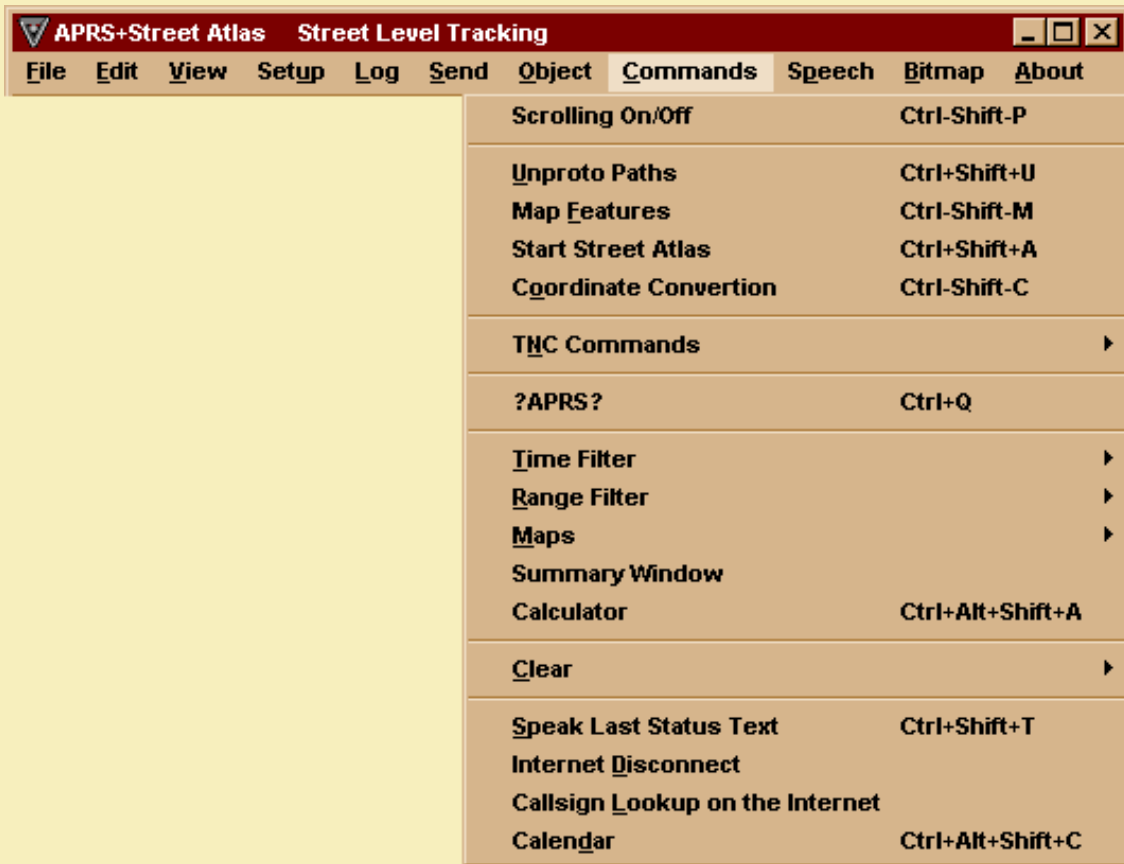 APRS+Street Atlas Street Level Tracking
File Edit View Setup Log Send Object Commands Speech Bitmap About
Scrolling On/Off Ctrl-Shift-P
Unproto Paths Ctrl+Shift+U
Map Features Ctrl-Shift-M
Start Street Atlas Ctrl+Shift+A
Coordinate Convertion Ctrl-Shift-C
TNC Commands
?APRS? Ctrl+Q
Time Filter
Range Filter
Maps
Summary Window
Calculator Ctrl+Alt+Shift+A
Clear
Speak Last Status Text Ctrl+Shift+T
Internet Disconnect
Callsign Lookup on the Internet
Calendar Ctrl+Alt+Shift+C